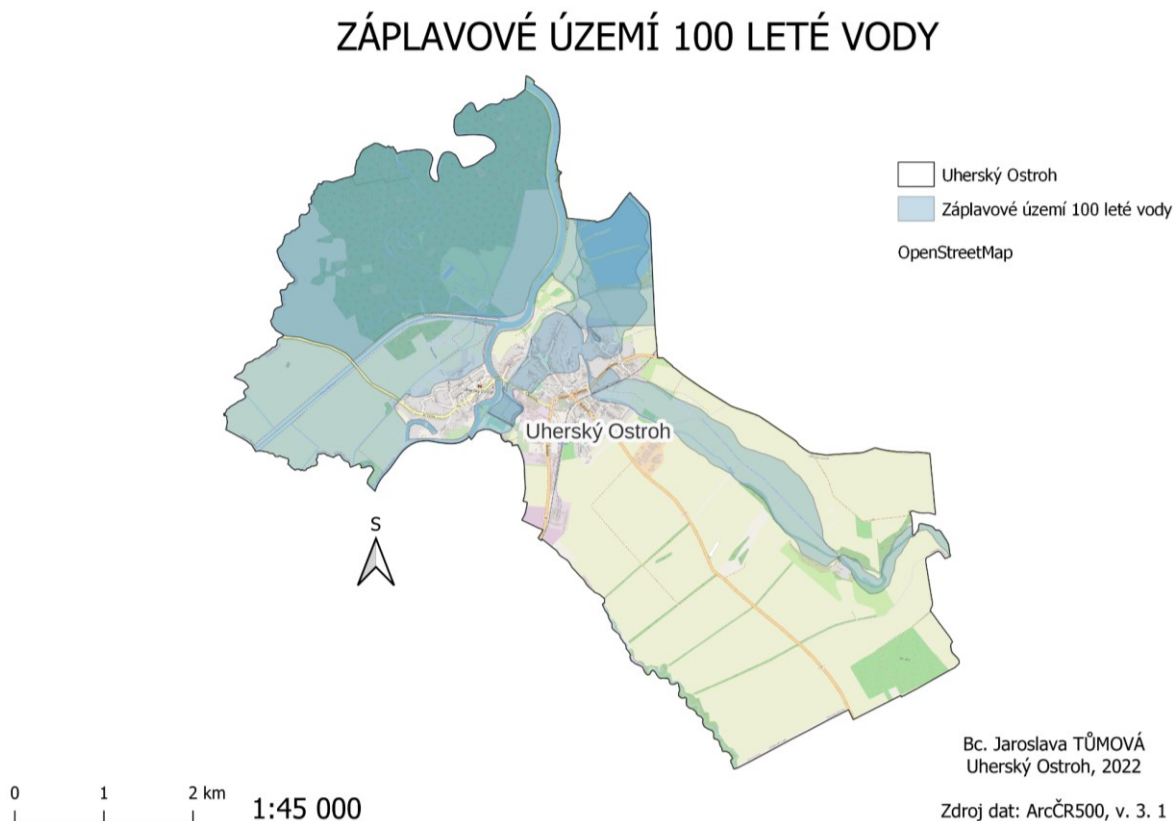 ZÁPLAVOVÉ ÚZEMÍ 100 LETÉ VODY
Uherský Ostroh
Záplavové území 100 leté vody
OpenStreetMap
Uherský Ostroh
S
Bc. Jaroslava TŮMOVÁ
Uherský Ostroh, 2022
0 1 2 km
1:45 000
Zdroj dat: ArcČR500, v. 3. 1